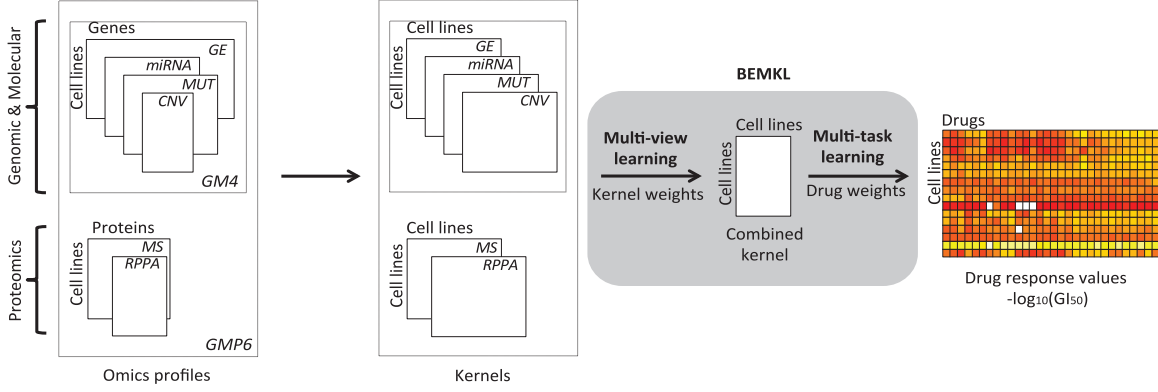 Genomic & Molecular
Genes
Cell lines
GE
miRNA
MUT
CNV
GM4
Proteomics
Proteins
Cell lines
MS
RPPA
GMP6
Omics profiles
Cell lines
Cell lines
GE
miRNA
MUT
CNV
Cell lines
Cell lines
MS
RPPA
Kernels
BEMKL
Multi-view
learning
Kernel weights
Cell lines
Cell lines
Combined
kernel
Multi-task
learning
Drug weights
Drugs
Cell lines
Drug response values
-log10(GI50)